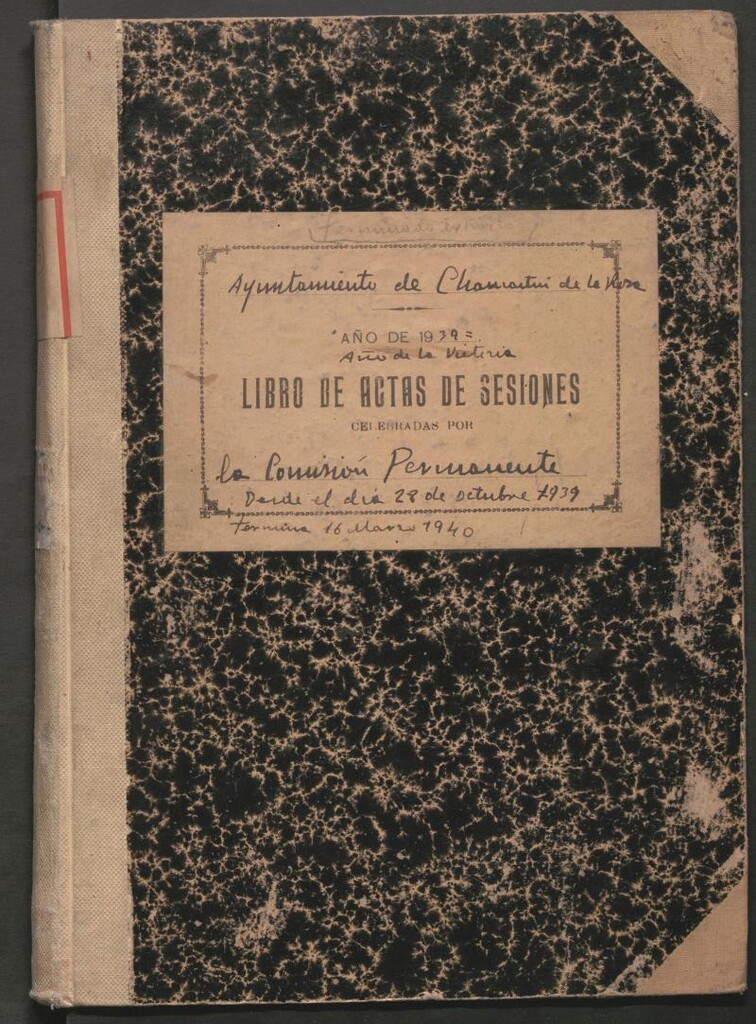 Ayuntamiento de Chamartin de la Rosa
AÑO DE 1939=
Año de la Victoria
LIBRO DE ACTAS DE SESIONES
CELEBRADAS POR
la Comisión Permanente
Desde el dia 28 de octubre 1939
Termina 16 Marzo 1940